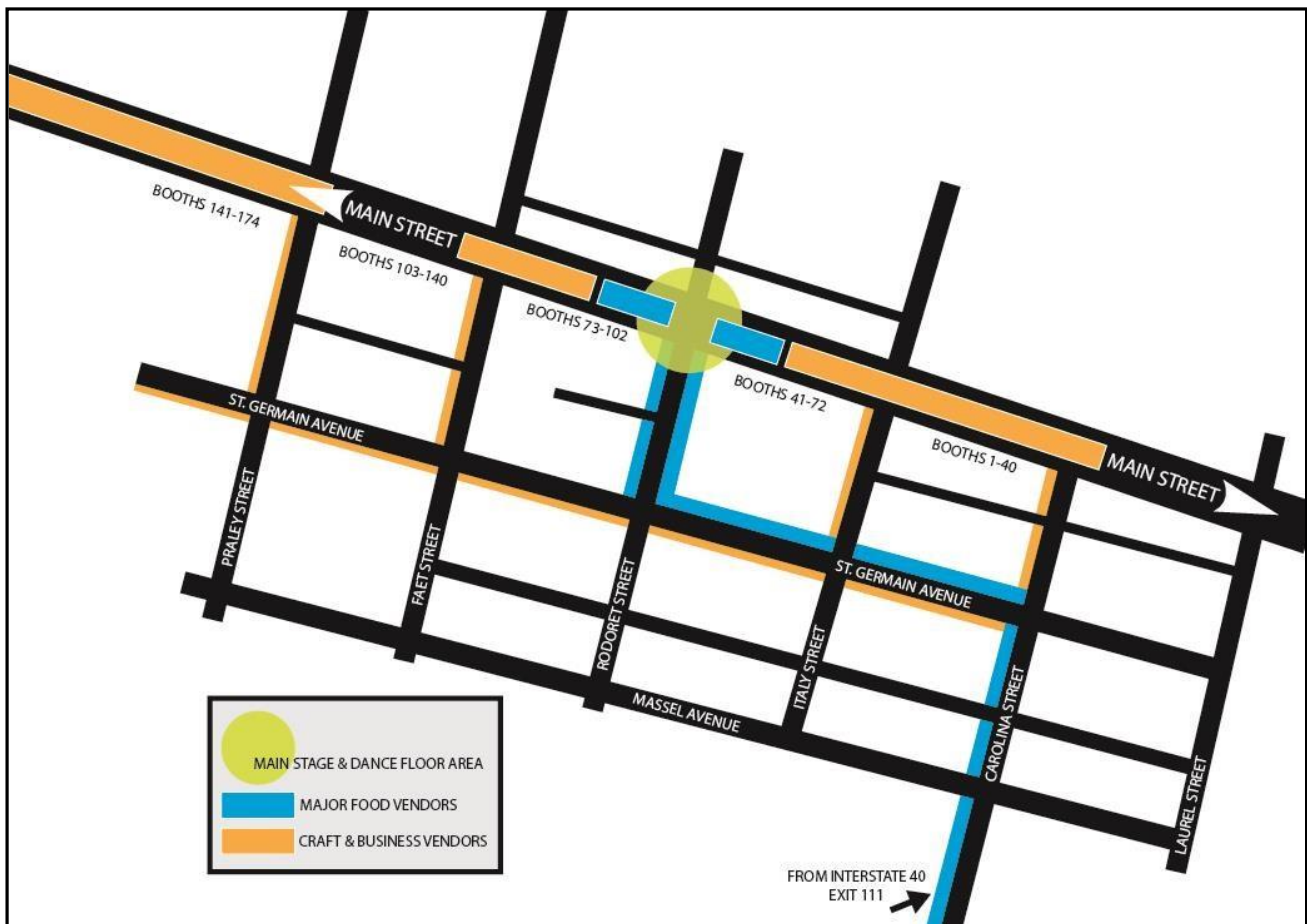 BOOTHS 141-174
MAIN STREET
BOOTHS 103-140
BOOTHS 73-102
BOOTHS 41-72
BOOTHS 1-40
MAIN STREET
ST. GERMAIN AVENUE
PRALEY STREET
FAET STREET
RODORET STREET
ITALY STREET
ST. GERMAIN AVENUE
CAROLINA STREET
LAUREL STREET
MASSEL AVENUE
MAIN STAGE & DANCE FLOOR AREA
MAJOR FOOD VENDORS
CRAFT & BUSINESS VENDORS
FROM INTERSTATE 40
EXIT 111